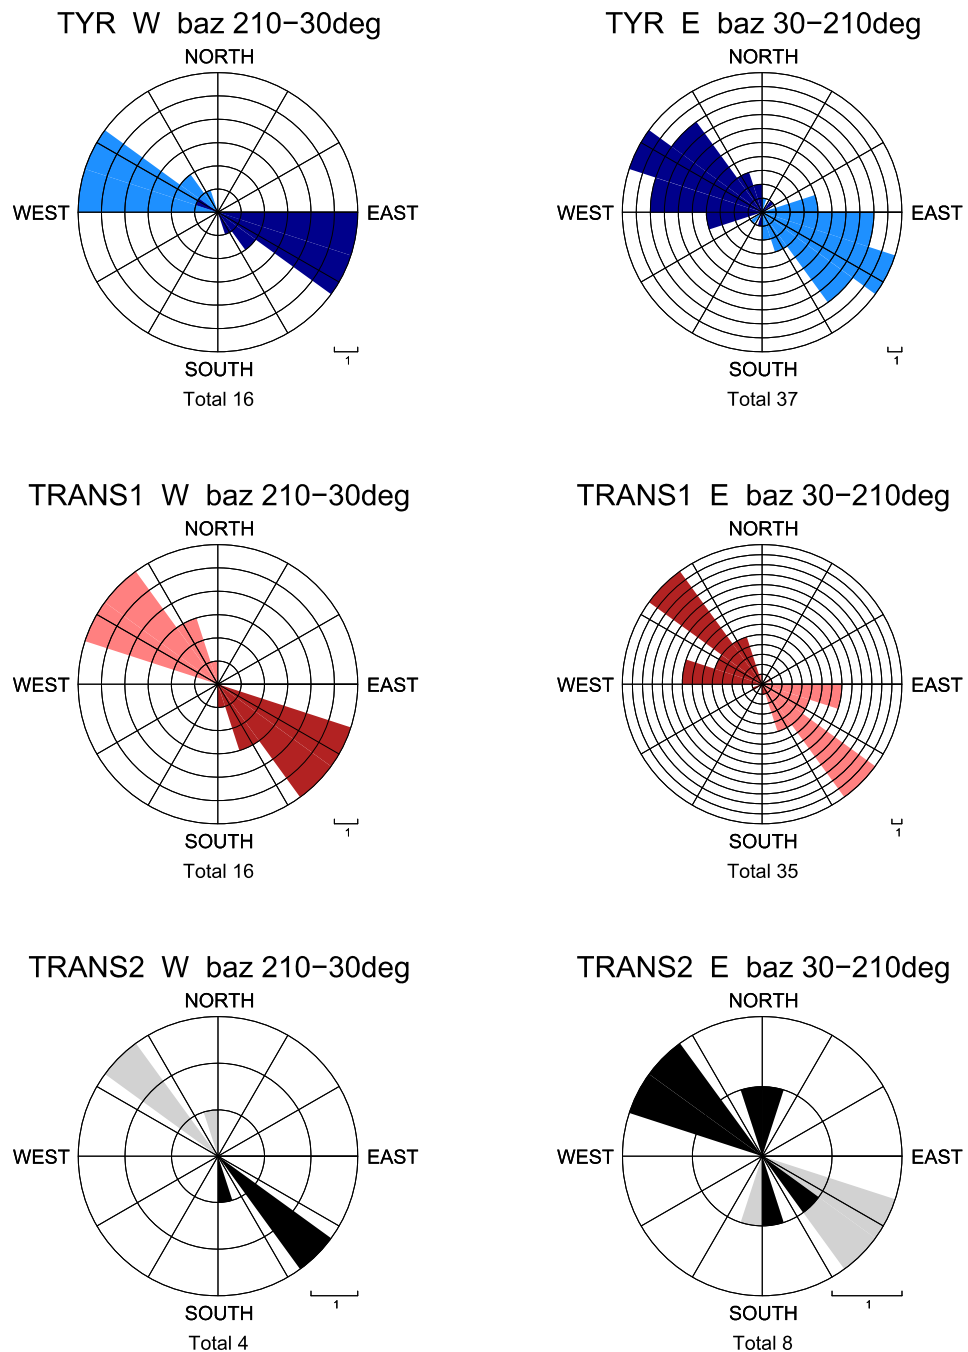 TYR W baz 210−30deg
NORTH
WEST EAST
1
SOUTH
Total 16
TYR E baz 30−210deg
NORTH
WEST EAST
1
SOUTH
Total 37
TRANS1 W baz 210−30deg
NORTH
WEST EAST
1
SOUTH
Total 16
TRANS1 E baz 30−210deg
NORTH
WEST EAST
1
SOUTH
Total 35
TRANS2 W baz 210−30deg
NORTH
WEST EAST
1
SOUTH
Total 4
TRANS2 E baz 30−210deg
NORTH
WEST EAST
1
SOUTH
Total 8